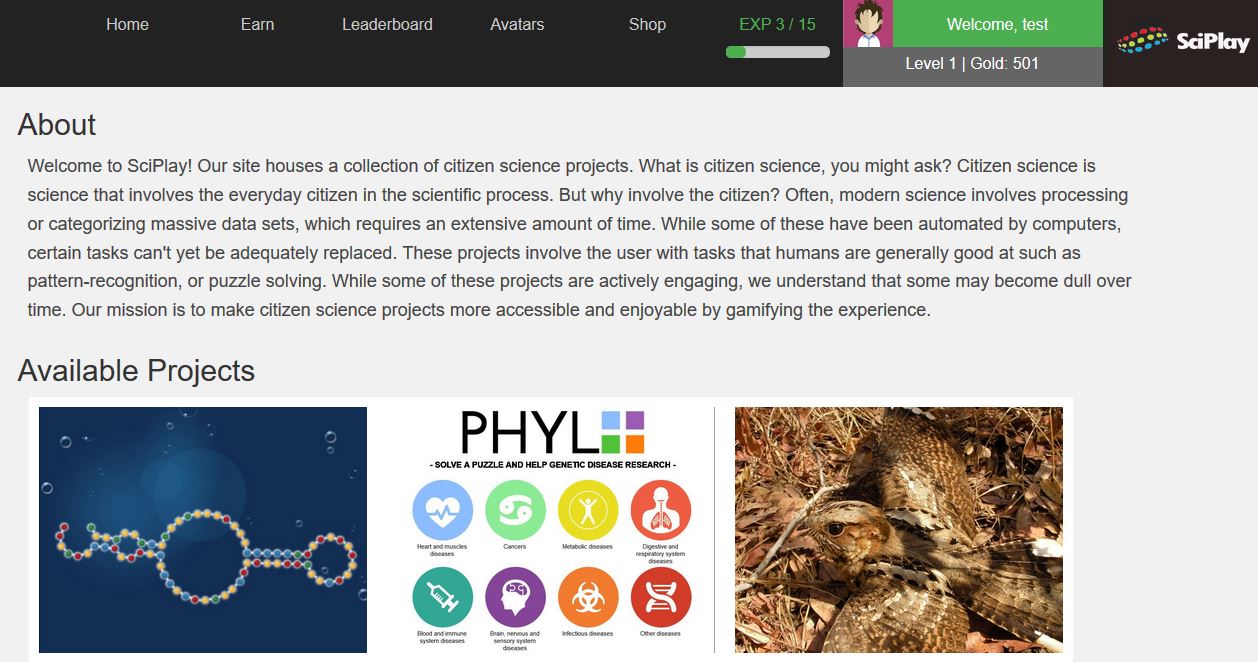 Home Earn Leaderboard Avatars Shop EXP 3 / 15 Welcome, test
Level 1 | Gold: 501
SciPlay
About
Welcome to SciPlay! Our site houses a collection of citizen science projects. What is citizen science, you might ask? Citizen science is
science that involves the everyday citizen in the scientific process. But why involve the citizen? Often, modern science involves processing
or categorizing massive data sets, which requires an extensive amount of time. While some of these have been automated by computers,
certain tasks can't yet be adequately replaced. These projects involve the user with tasks that humans are generally good at such as
pattern-recognition, or puzzle solving. While some of these projects are actively engaging, we understand that some may become dull over
time. Our mission is to make citizen science projects more accessible and enjoyable by gamifying the experience.
Available Projects
PHYL
- SOLVE A PUZZLE AND HELP GENETIC DISEASE RESEARCH -
Heart and muscles
diseases
Cancers
Metabolic diseases
Digestive and
respiratory system
diseases
Blood and immune
system diseases
Brain, nervous and
sensory system
diseases
Infectious diseases
Other diseases